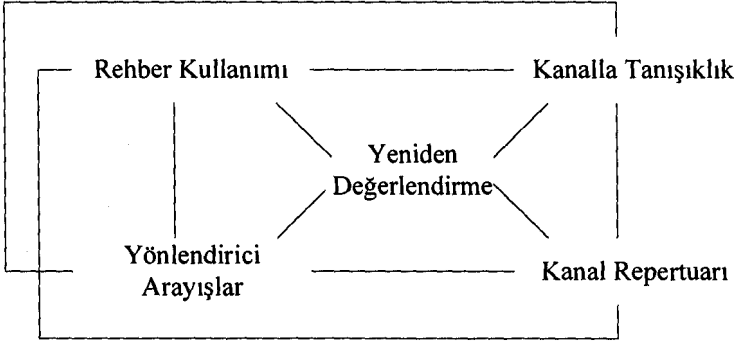 Rehber Kullanımı
Kanalla Tanışıklık
Yeniden
Değerlendirme
Yönlendirici
Arayışlar
Kanal Repertuarı